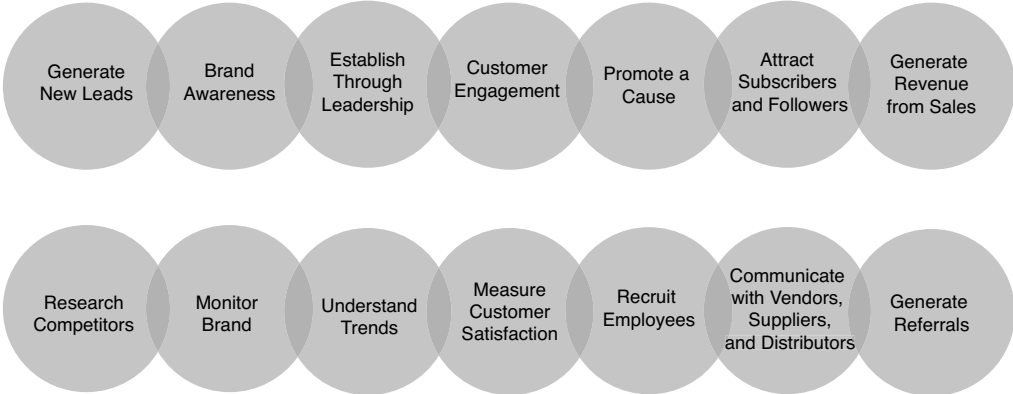 Generate
New Leads
Brand
Awareness
Establish
Through
Leadership
Customer
Engagement
Promote a
Cause
Attract
Subscribers
and Followers
Generate
Revenue
from Sales
Research
Competitors
Monitor
Brand
Understand
Trends
Measure
Customer
Satisfaction
Recruit
Employees
Communicate
with Vendors,
Suppliers,
and Distributors
Generate
Referrals